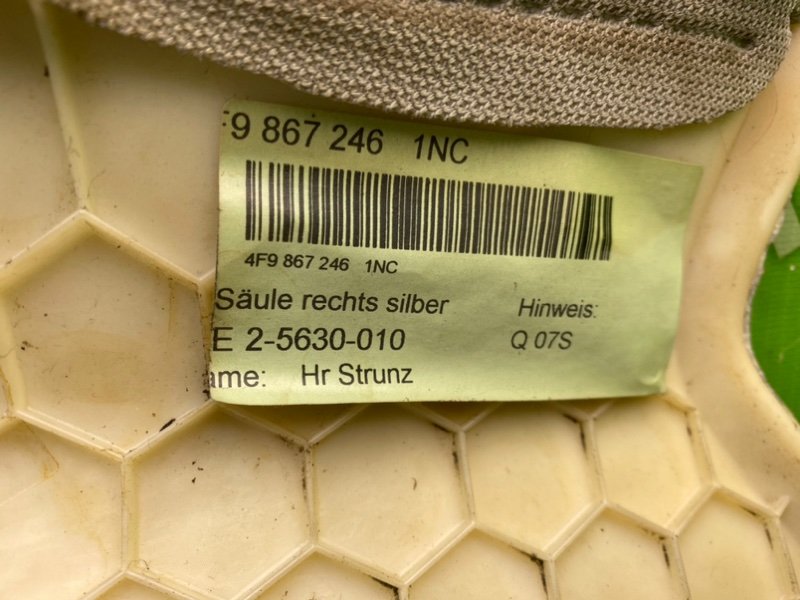 F9 867 246 1NC
4F9 867 246 1NC
Säule rechts silber
Hinweis:
E 2-5630-010
Q 07S
ame: Hr Strunz